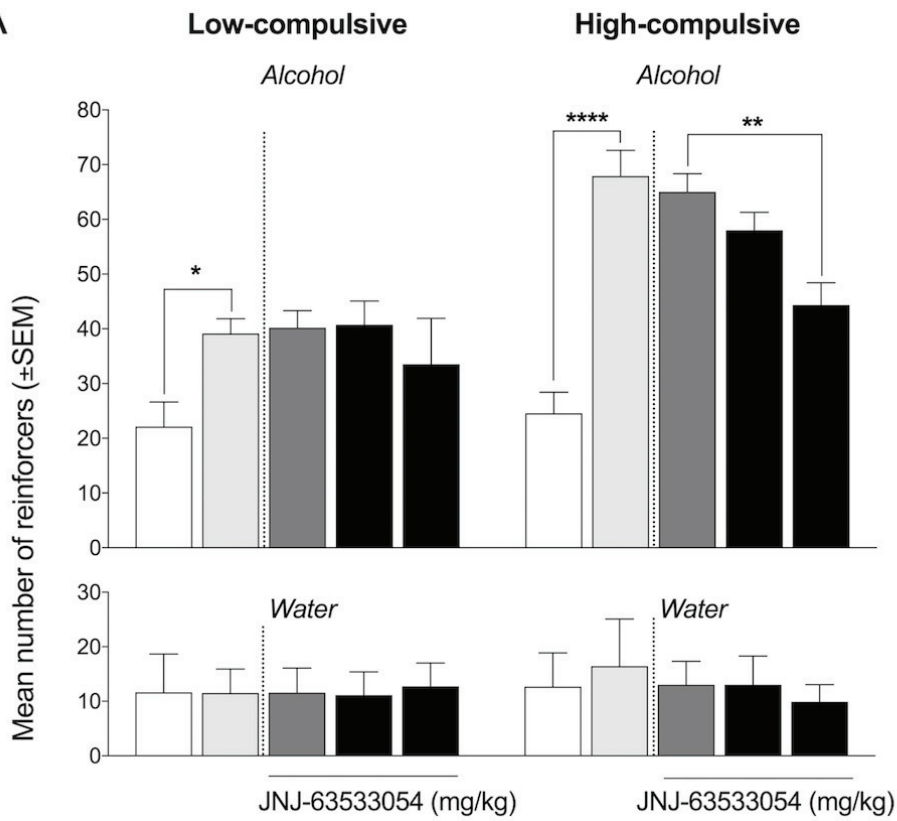 A
Low-compulsive
High-compulsive
Alcohol
Alcohol
80
70
60
50
40
30
20
10
0
*
****
**
Mean number of reinforcers (±SEM)
30
20
10
0
Water
Water
JNJ-63533054 (mg/kg)
JNJ-63533054 (mg/kg)